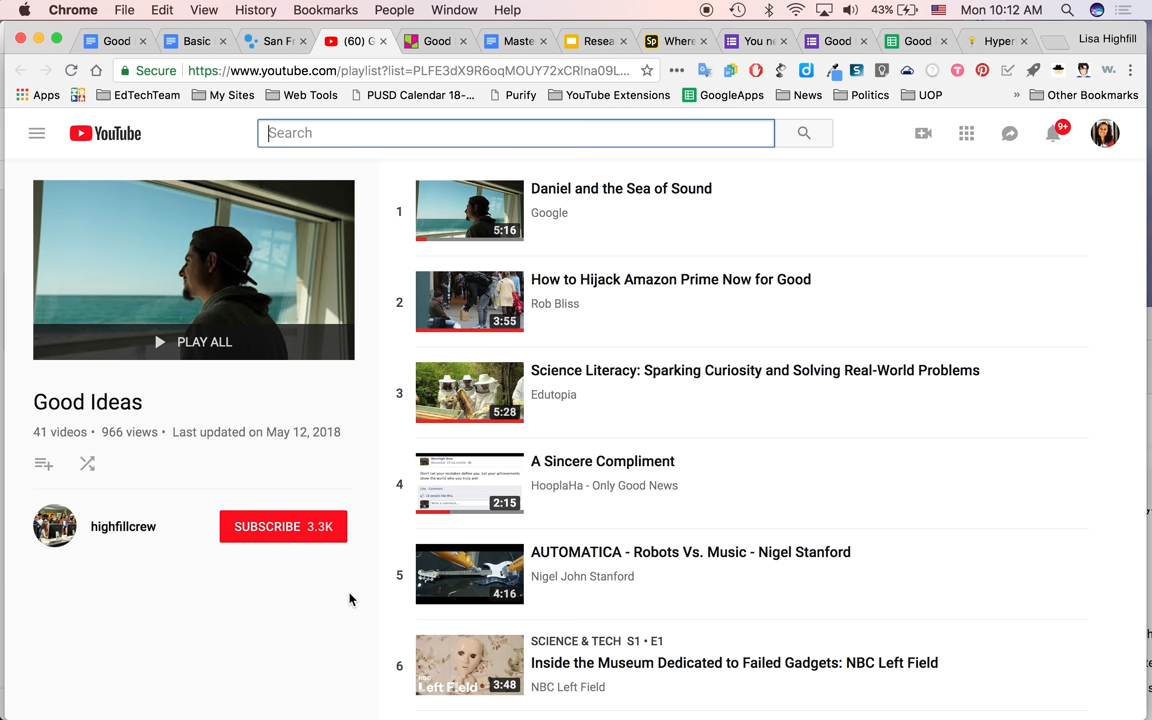 Chrome File Edit View History Bookmarks People Window Help 43% Mon 10:12 AM
Good Basic San Fr (60) G Good Maste Resea Sp Where You n Good Good Hyper Lisa Highfill
Secure https://www.youtube.com/playlist?list=PLFE3dX9R6oqMOUY72xCRlna09L...
Apps EdTechTeam My Sites Web Tools PUSD Calendar 18-... Purify YouTube Extensions GoogleApps News Politics UOP » Other Bookmarks
YouTube Search 9+
PLAY ALL
Good Ideas
41 videos • 966 views • Last updated on May 12, 2018
highfillcrew SUBSCRIBE 3.3K
1 5:16 Daniel and the Sea of Sound
Google
2 3:55 How to Hijack Amazon Prime Now for Good
Rob Bliss
3 5:28 Science Literacy: Sparking Curiosity and Solving Real-World Problems
Edutopia
4 2:15 A Sincere Compliment
HooplaHa - Only Good News
5 4:16 AUTOMATICA - Robots Vs. Music - Nigel Stanford
Nigel John Stanford
SCIENCE & TECH S1 • E1
6 NBC Left Field 3:48 Inside the Museum Dedicated to Failed Gadgets: NBC Left Field
NBC Left Field